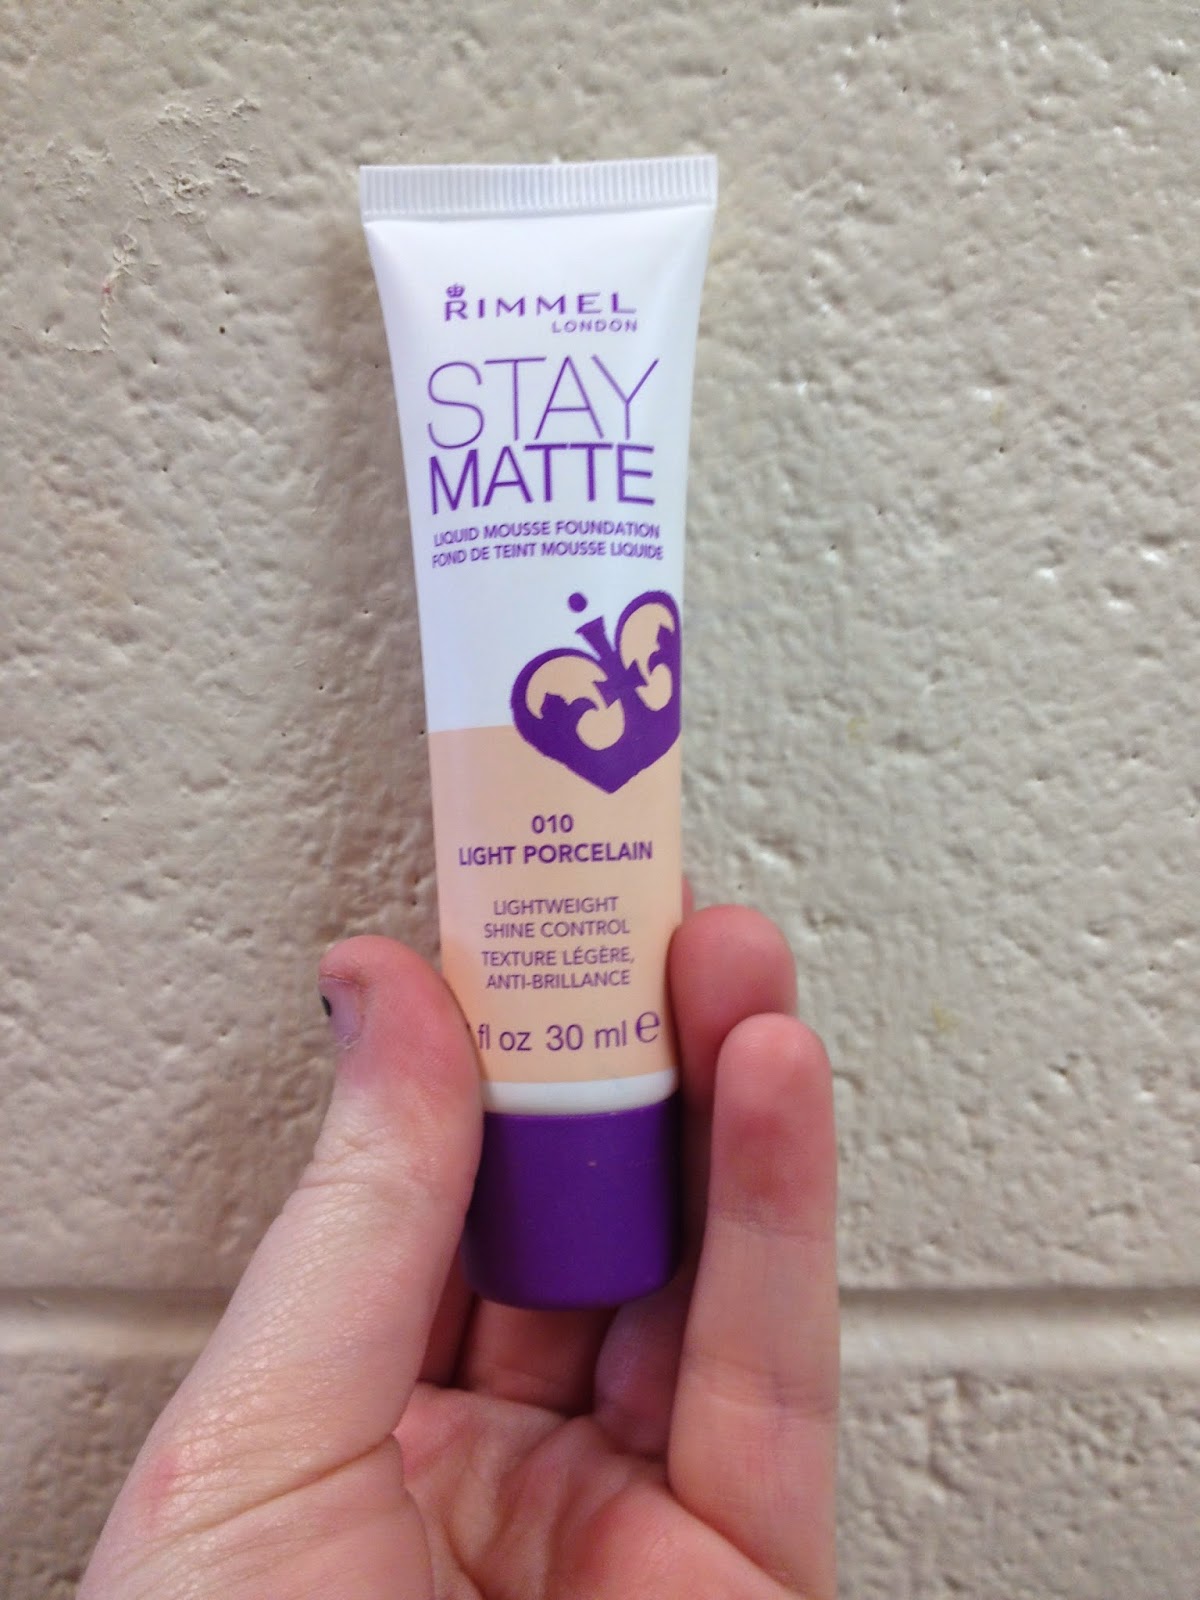 RIMMEL
LONDON
STAY
MATTE
LIQUID MOUSSE FOUNDATION
FOND DE TEINT MOUSSE LIQUIDE
010
LIGHT PORCELAIN
LIGHTWEIGHT
SHINE CONTROL
TEXTURE LÉGÈRE,
ANTI-BRILLANCE
fl oz 30 ml ℮